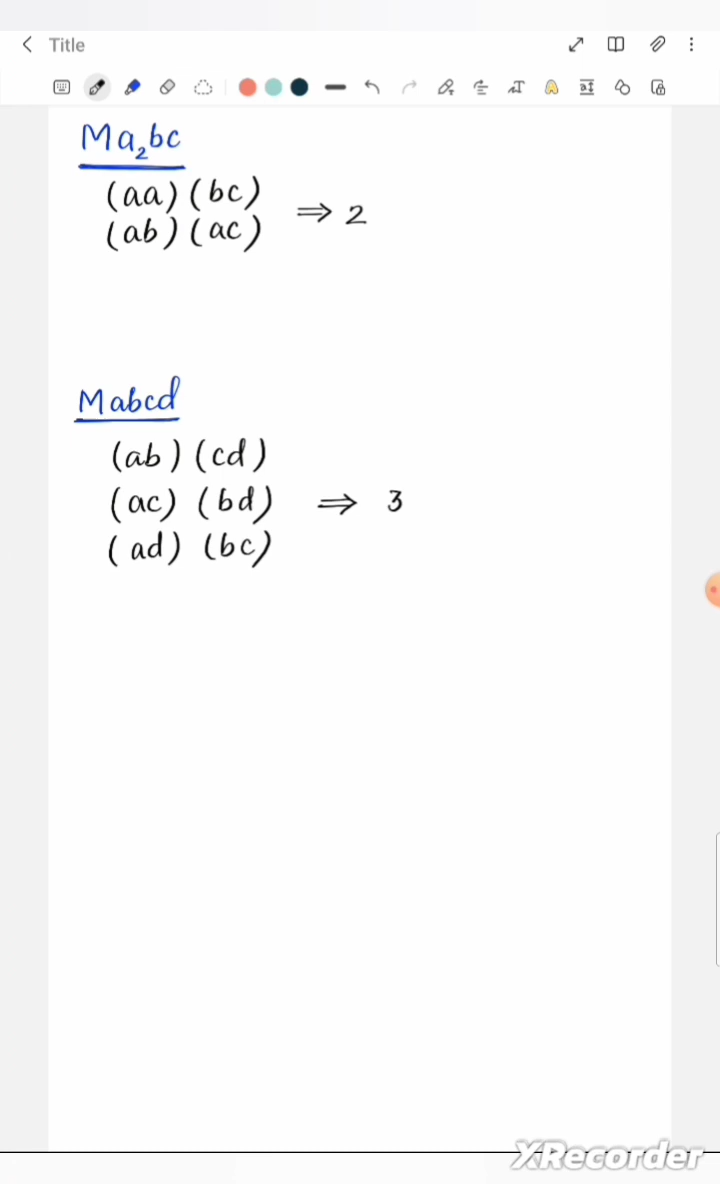 Title
Ma₂bc
(aa) (bc)
(ab) (ac)
⇒ 2
Mabcd
(ab) (cd)
(ac) (bd) ⇒ 3
(ad) (bc)
XRecorder